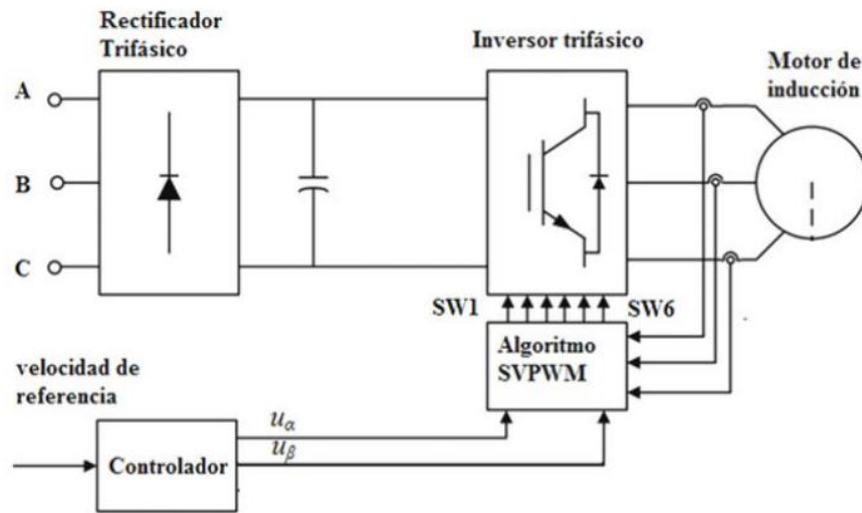 Rectificador
Trifásico
Inversor trifásico
Motor de
inducción
A
B
C
SW1
SW6
Algoritmo
SVPWM
velocidad de
referencia
Controlador
uα
uβ